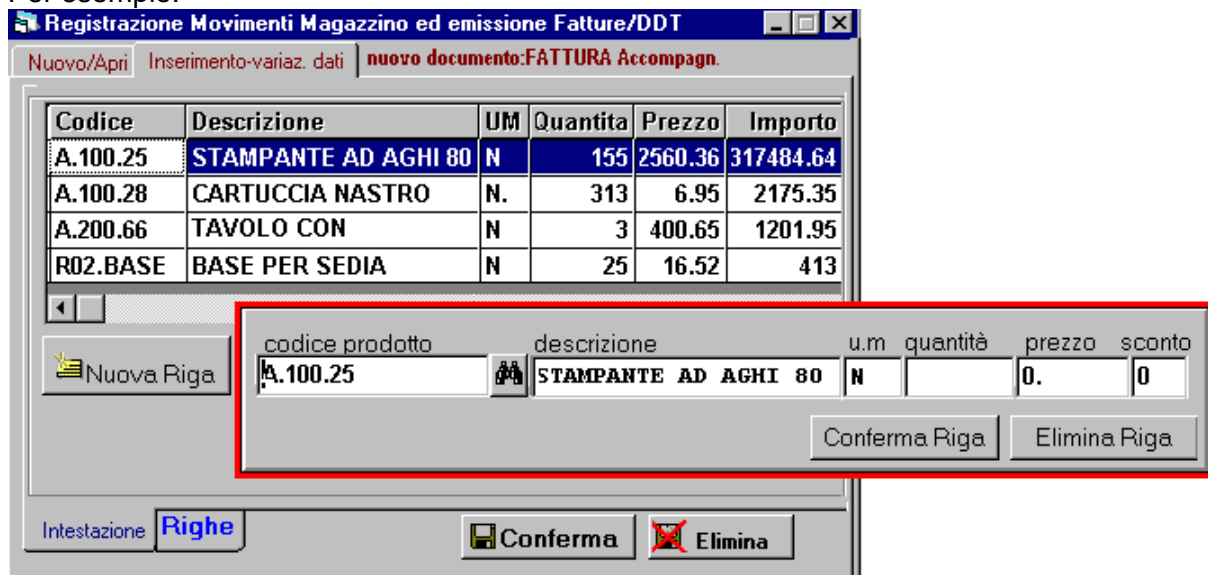 Per esempio:
Registrazione Movimenti Magazzino ed emissione Fatture/DDT
Nuovo/Apri Inserimento-variaz. dati nuovo documento:FATTURA Accompagn.
Codice Descrizione UM Quantita Prezzo Importo
A.100.25 STAMPANTE AD AGHI 80 N 155 2560.36 317484.64
A.100.28 CARTUCCIA NASTRO N. 313 6.95 2175.35
A.200.66 TAVOLO CON N 3 400.65 1201.95
R02.BASE BASE PER SEDIA N 25 16.52 413
Nuova Riga
codice prodotto descrizione u.m quantità prezzo sconto
A.100.25 STAMPANTE AD AGHI 80 N 0. 0
Conferma Riga Elimina Riga
Intestazione Righe Conferma Elimina